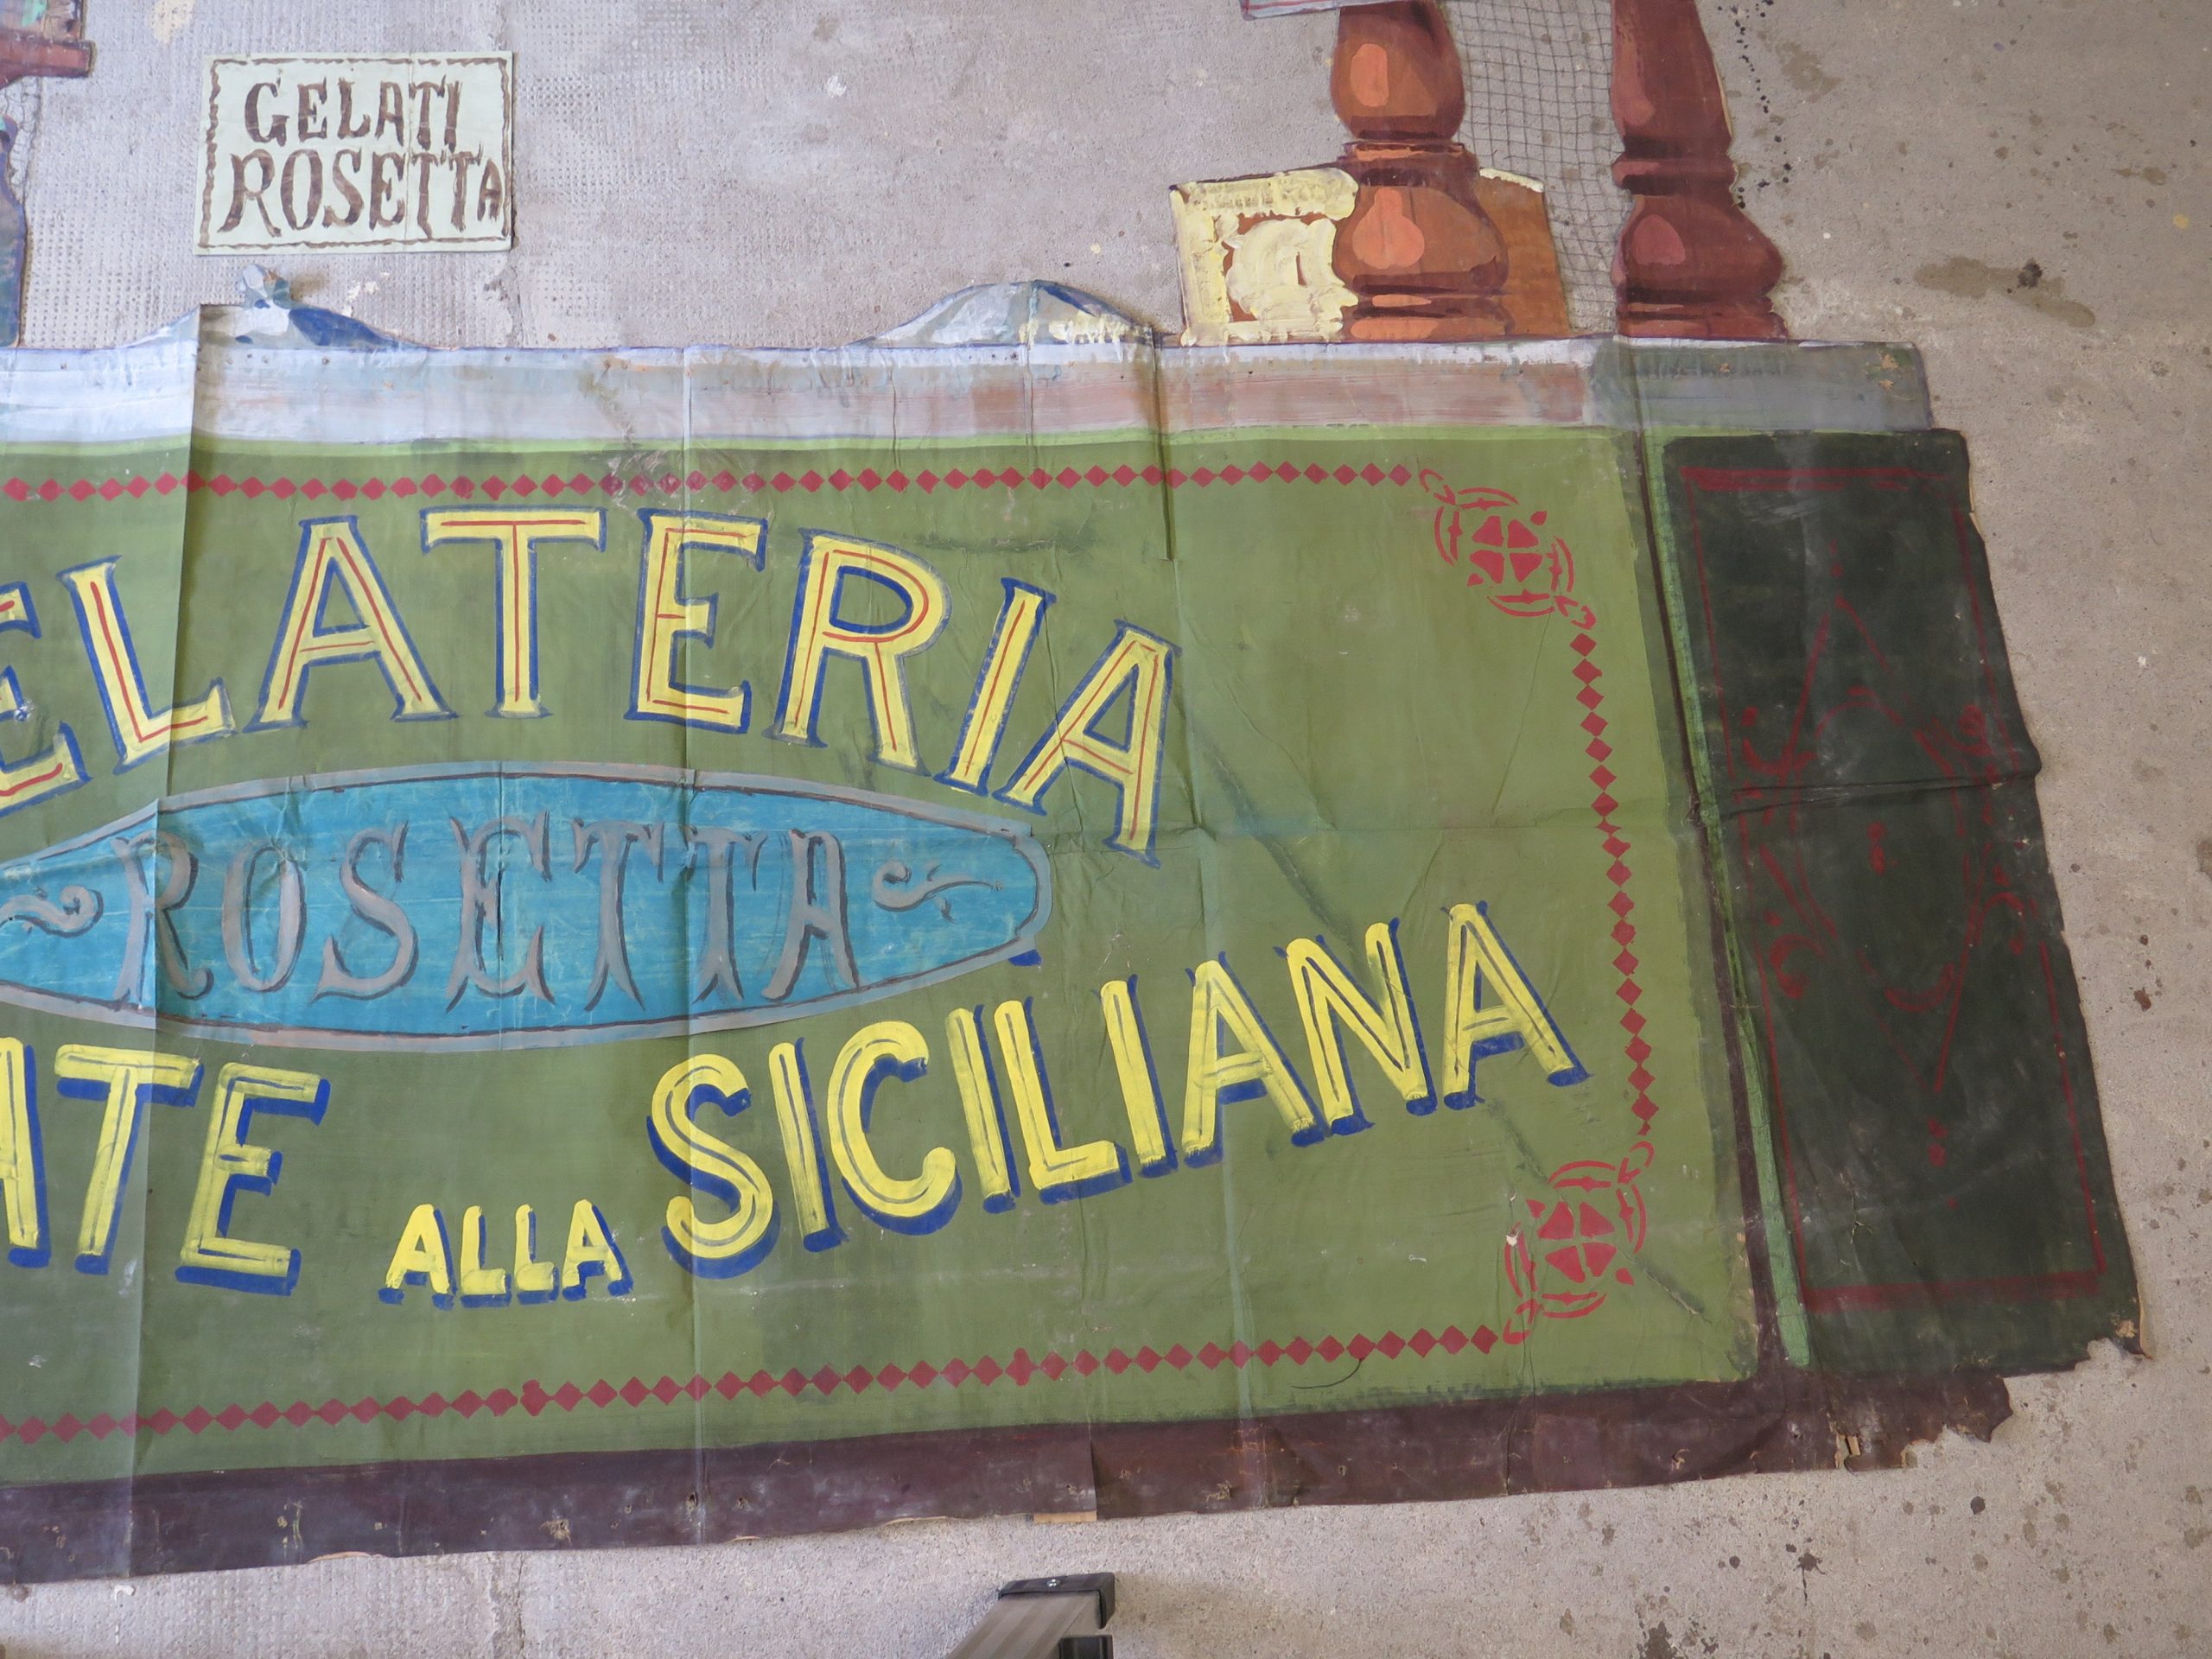 GELATI
ROSETTA
ELATERIA
ROSETTA
ATE ALLA SICILIANA